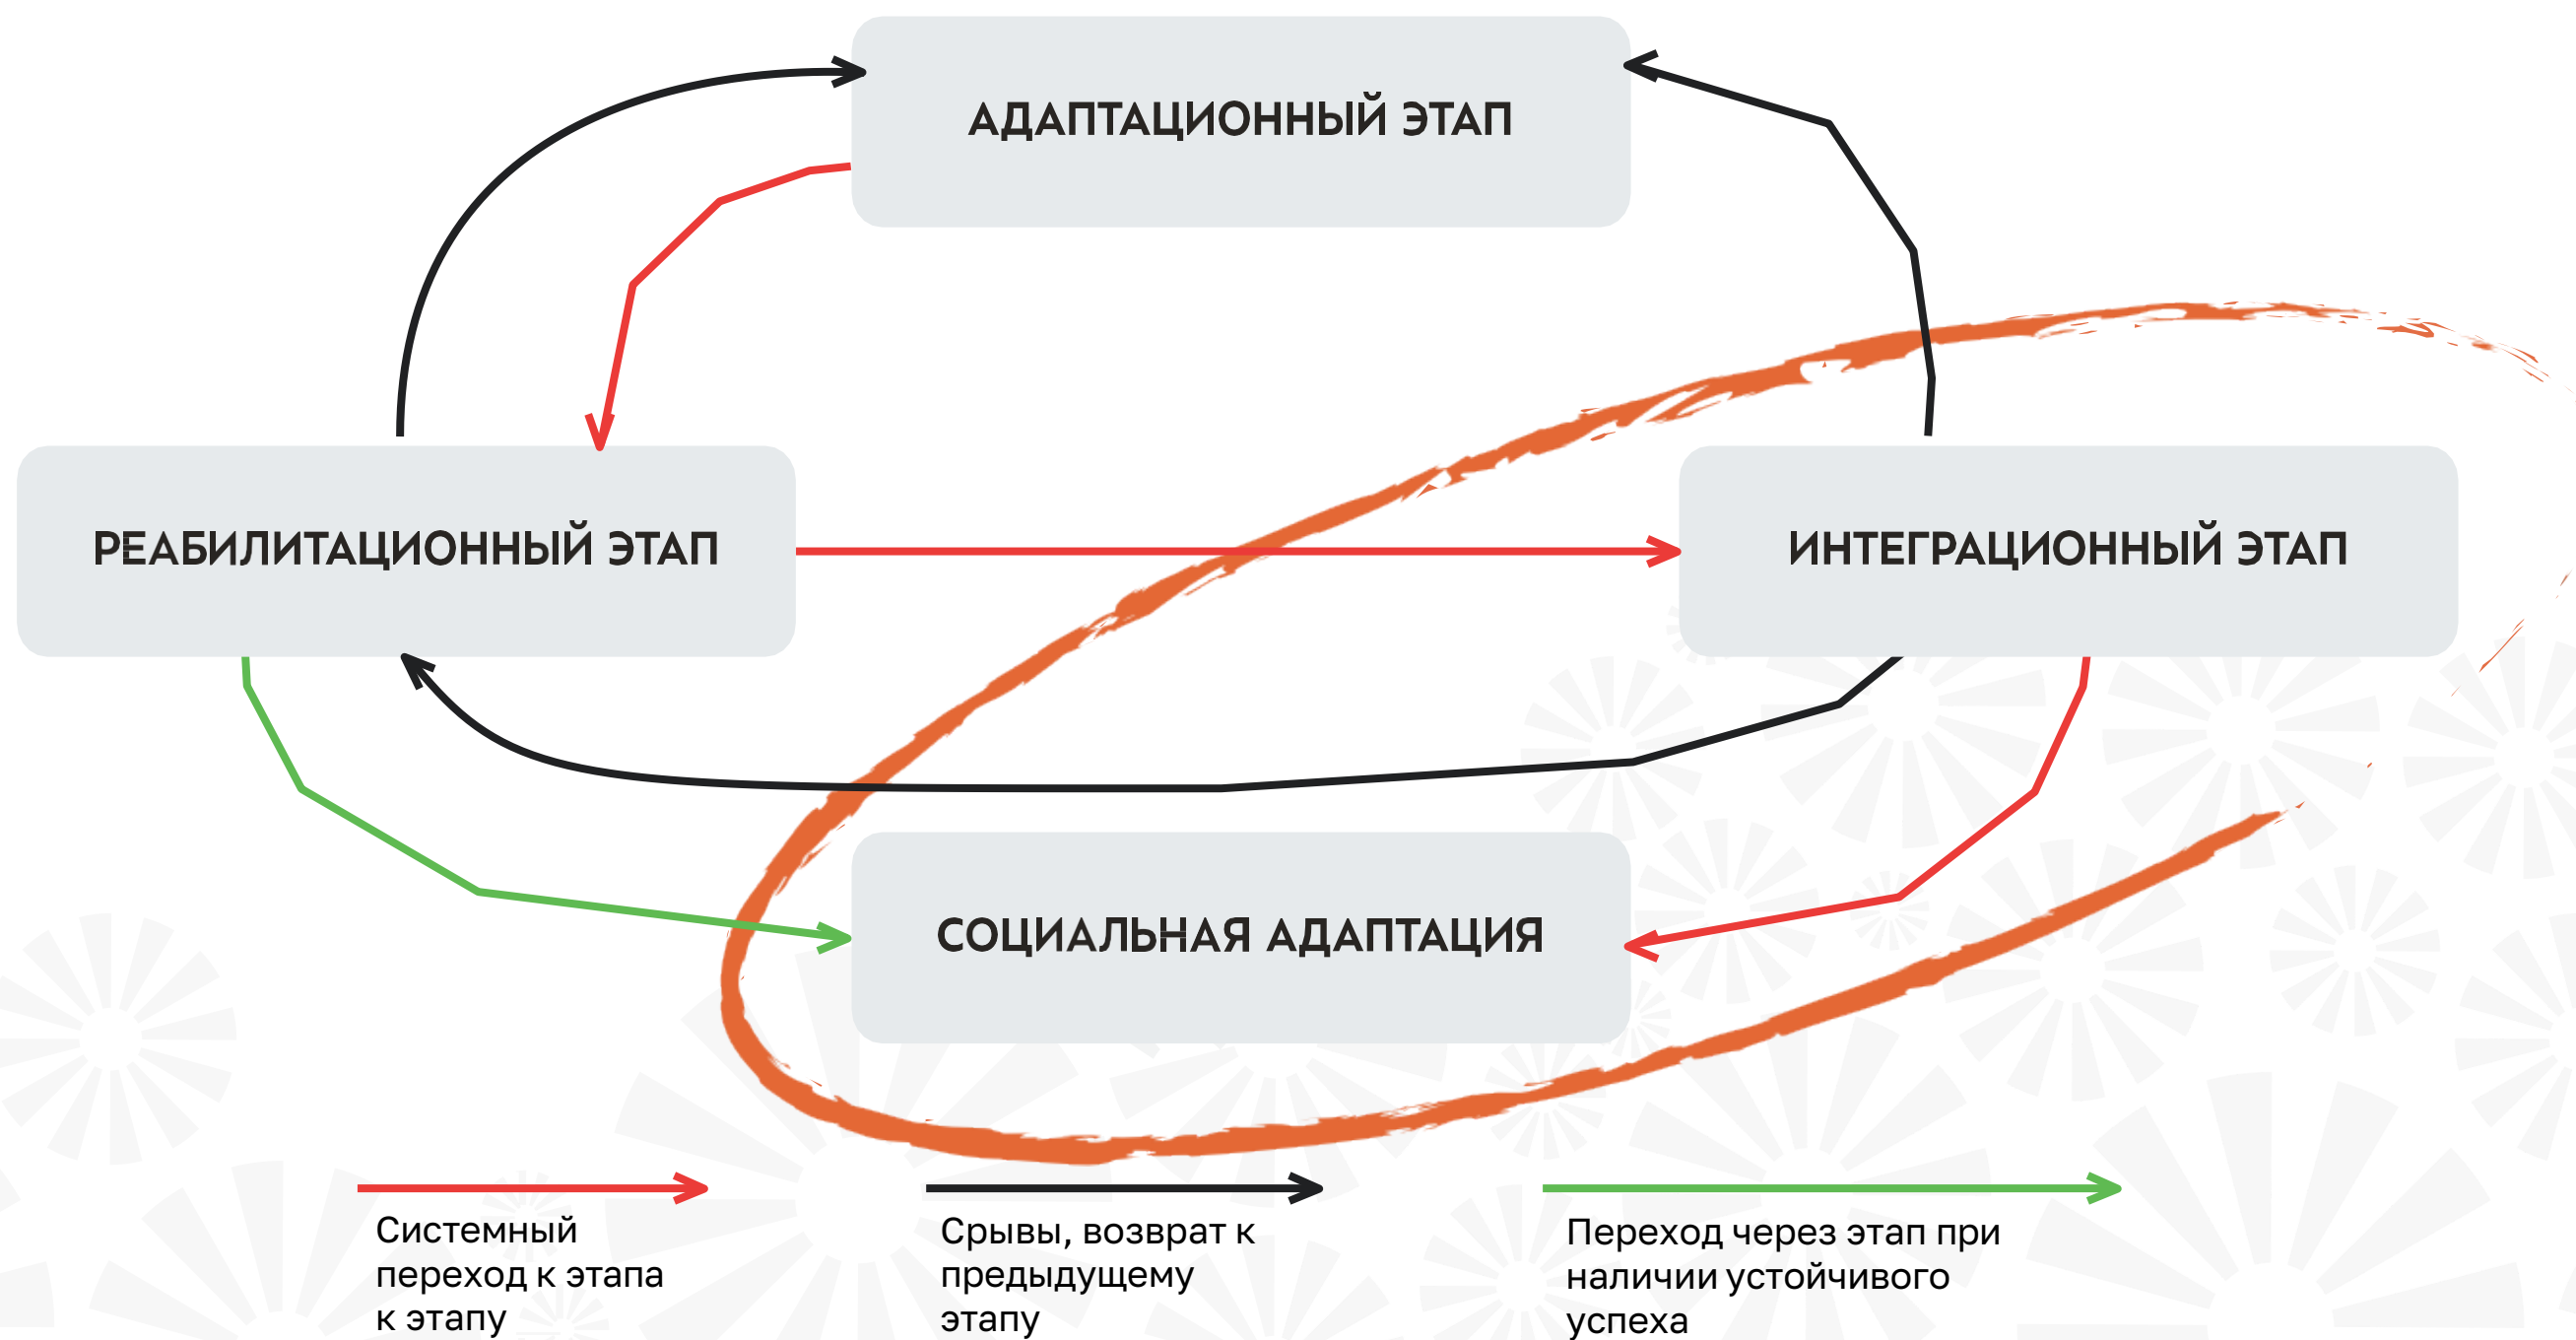 АДАПТАЦИОННЫЙ ЭТАП
РЕАБИЛИТАЦИОННЫЙ ЭТАП
ИНТЕГРАЦИОННЫЙ ЭТАП
СОЦИАЛЬНАЯ АДАПТАЦИЯ
Системный
переход к этапа
к этапу
Срывы, возврат к
предыдущему
этапу
Переход через этап при
наличии устойчивого
успеха